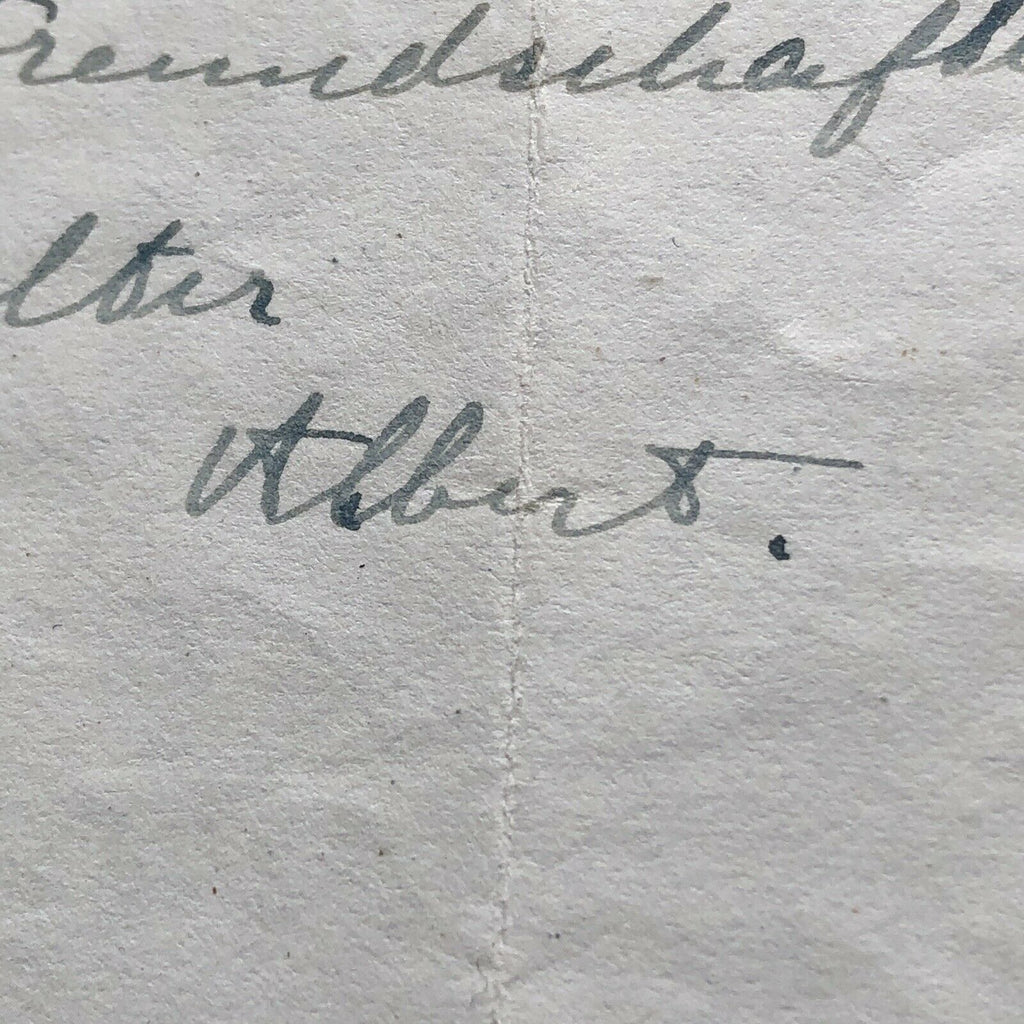 Freundschaftl
lter
Albert.